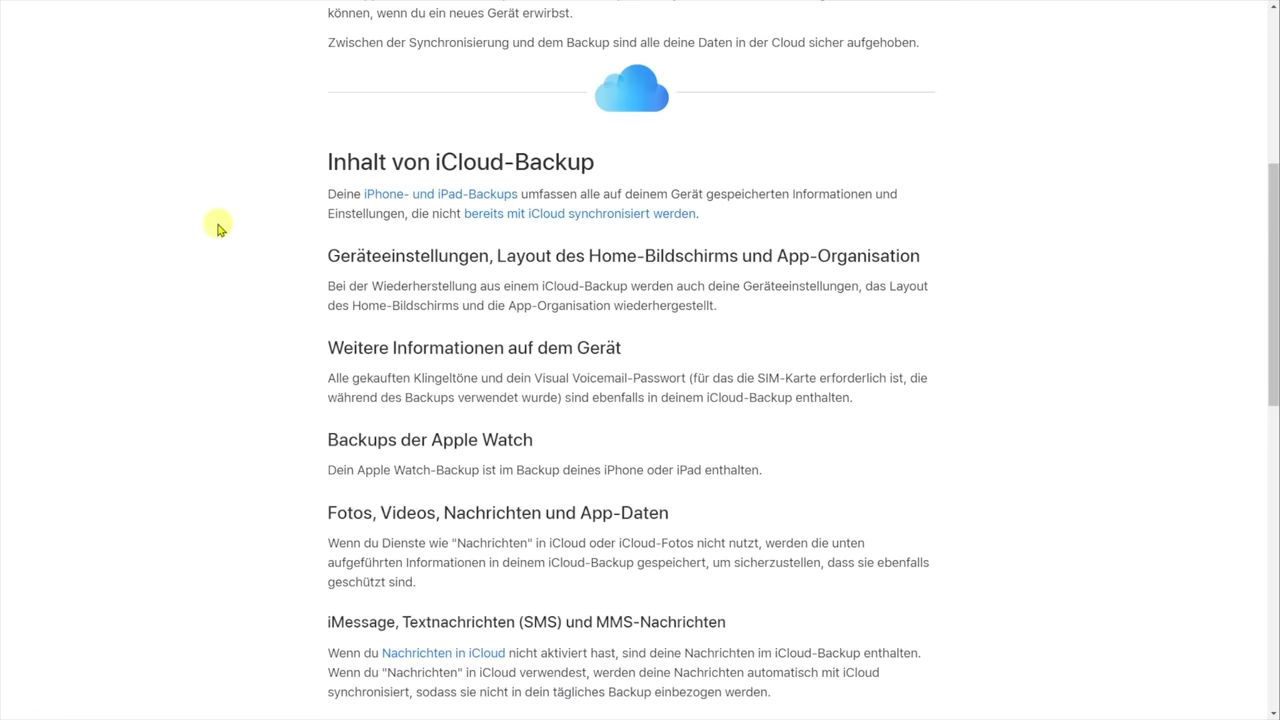 können, wenn du ein neues Gerät erwirbst.
Zwischen der Synchronisierung und dem Backup sind alle deine Daten in der Cloud sicher aufgehoben.
Inhalt von iCloud-Backup
Deine iPhone- und iPad-Backups umfassen alle auf deinem Gerät gespeicherten Informationen und
Einstellungen, die nicht bereits mit iCloud synchronisiert werden.
Geräteeinstellungen, Layout des Home-Bildschirms und App-Organisation
Bei der Wiederherstellung aus einem iCloud-Backup werden auch deine Geräteeinstellungen, das Layout
des Home-Bildschirms und die App-Organisation wiederhergestellt.
Weitere Informationen auf dem Gerät
Alle gekauften Klingeltöne und dein Visual Voicemail-Passwort (für das die SIM-Karte erforderlich ist, die
während des Backups verwendet wurde) sind ebenfalls in deinem iCloud-Backup enthalten.
Backups der Apple Watch
Dein Apple Watch-Backup ist im Backup deines iPhone oder iPad enthalten.
Fotos, Videos, Nachrichten und App-Daten
Wenn du Dienste wie "Nachrichten" in iCloud oder iCloud-Fotos nicht nutzt, werden die unten
aufgeführten Informationen in deinem iCloud-Backup gespeichert, um sicherzustellen, dass sie ebenfalls
geschützt sind.
iMessage, Textnachrichten (SMS) und MMS-Nachrichten
Wenn du Nachrichten in iCloud nicht aktiviert hast, sind deine Nachrichten im iCloud-Backup enthalten.
Wenn du "Nachrichten" in iCloud verwendest, werden deine Nachrichten automatisch mit iCloud
synchronisiert, sodass sie nicht in dein tägliches Backup einbezogen werden.